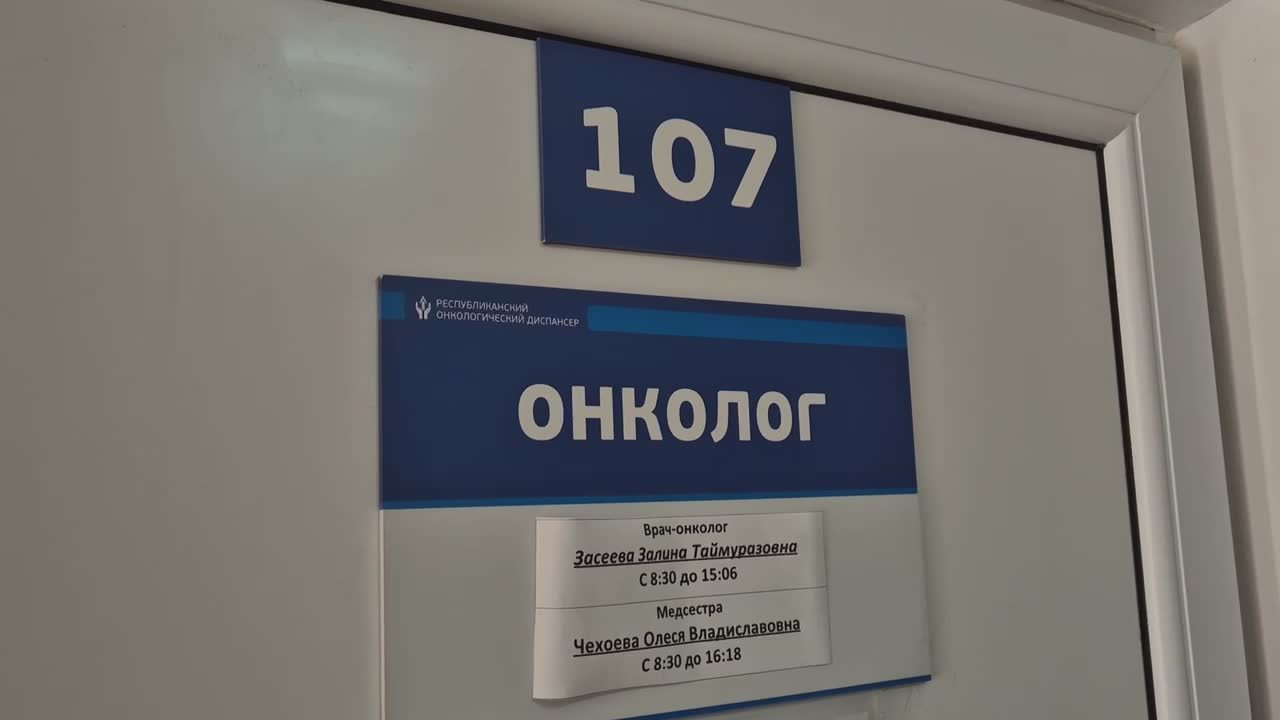 107
РЕСПУБЛИКАНСКИЙ
ОНКОЛОГИЧЕСКИЙ ДИСПАНСЕР
ОНКОЛОГ
Врач-онколог
Засеева Залина Таймуразовна
С 8:30 до 15:06
Медсестра
Чехоева Олеся Владиславовна
С 8:30 до 16:18